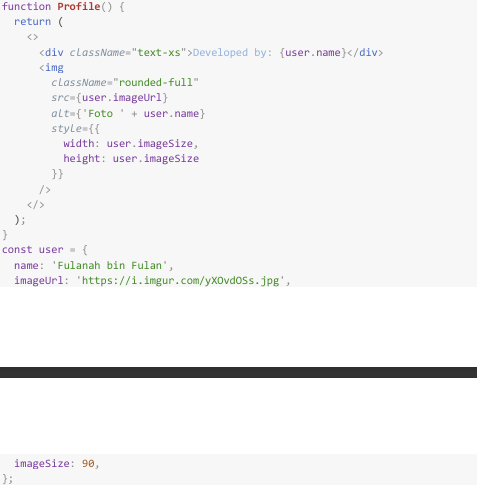 function Profile() {
return (
<>
<div className="text-xs">Developed by: {user.name}</div>
<img
className="rounded-full"
src={user.imageUrl}
alt={'Foto ' + user.name}
style={{
width: user.imageSize,
height: user.imageSize
}}
/>
</>
);
}
const user = {
name: 'Fulanah bin Fulan',
imageUrl: 'https://i.imgur.com/yXOvdOSs.jpg',
imageSize: 90,
};